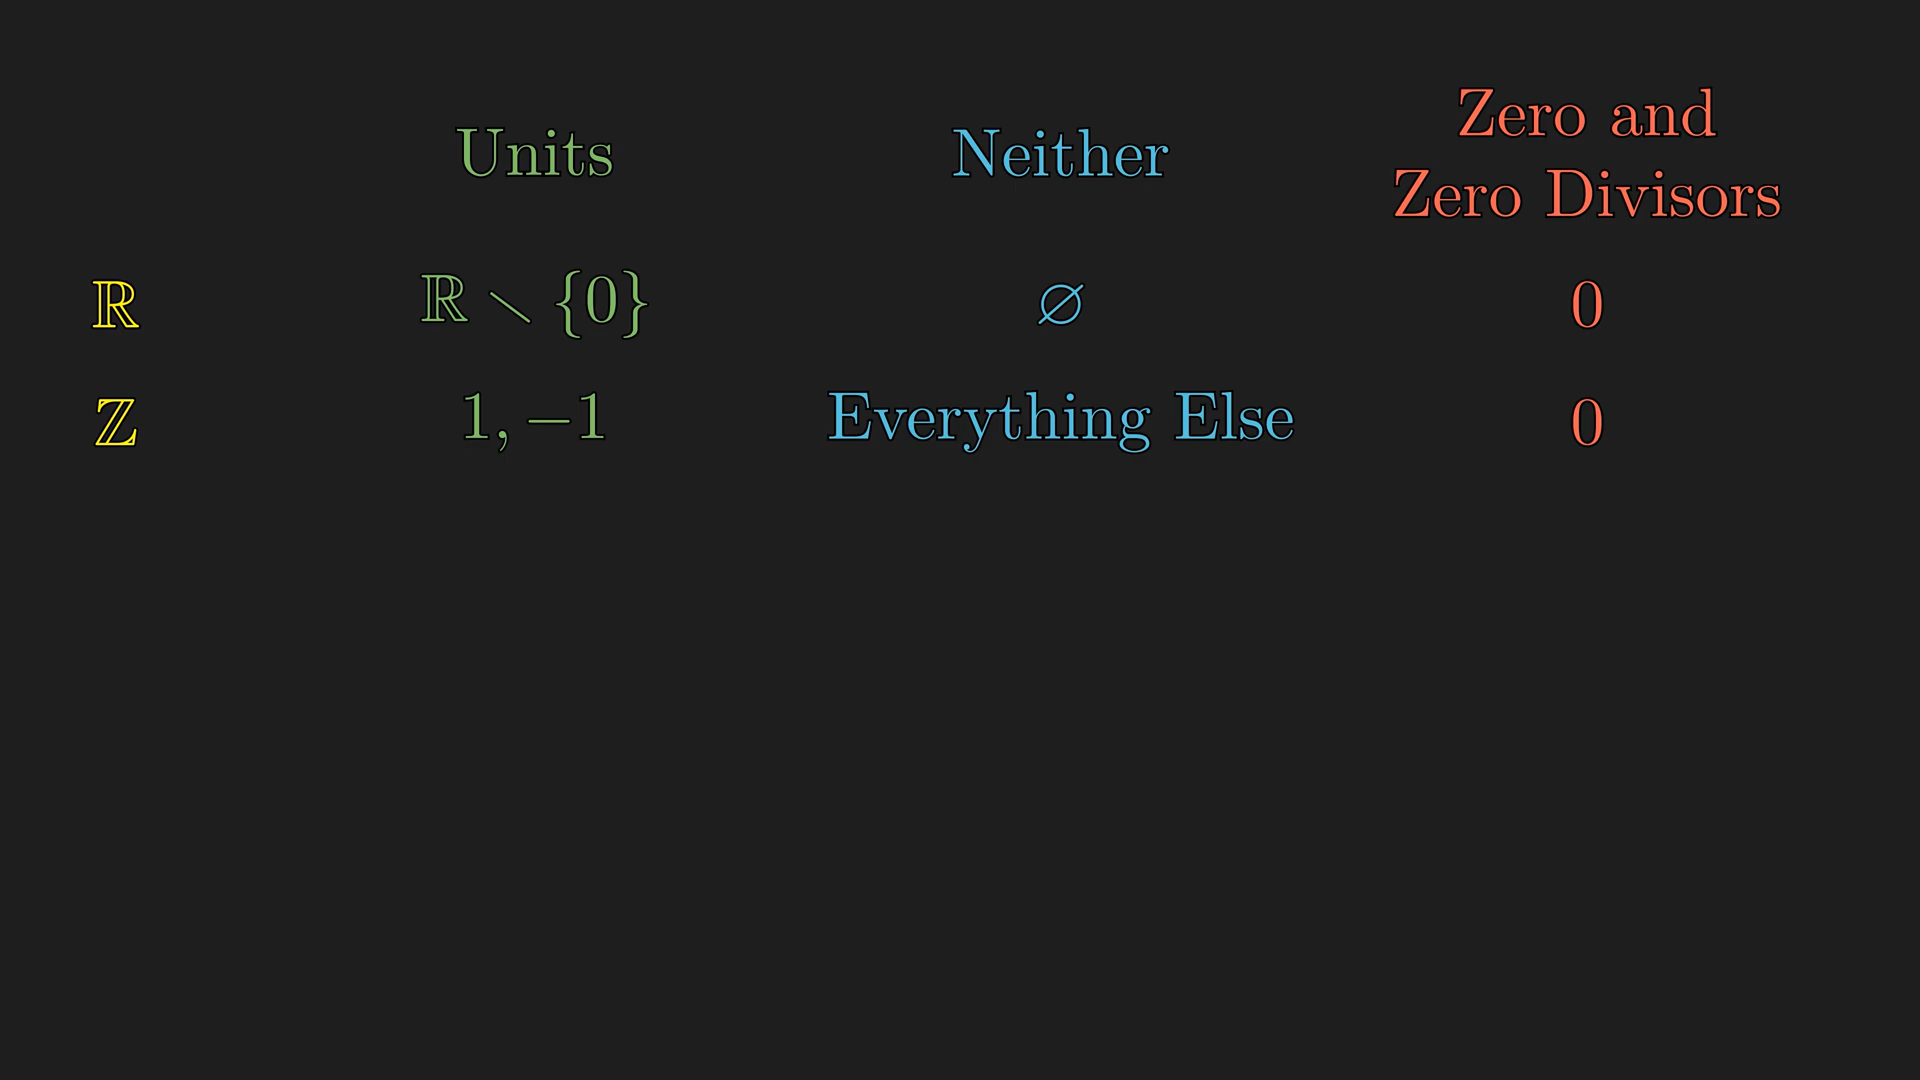 Units Neither Zero and
Zero Divisors
ℝ ℝ ∖ {0} ∅ 0
ℤ 1, −1 Everything Else 0